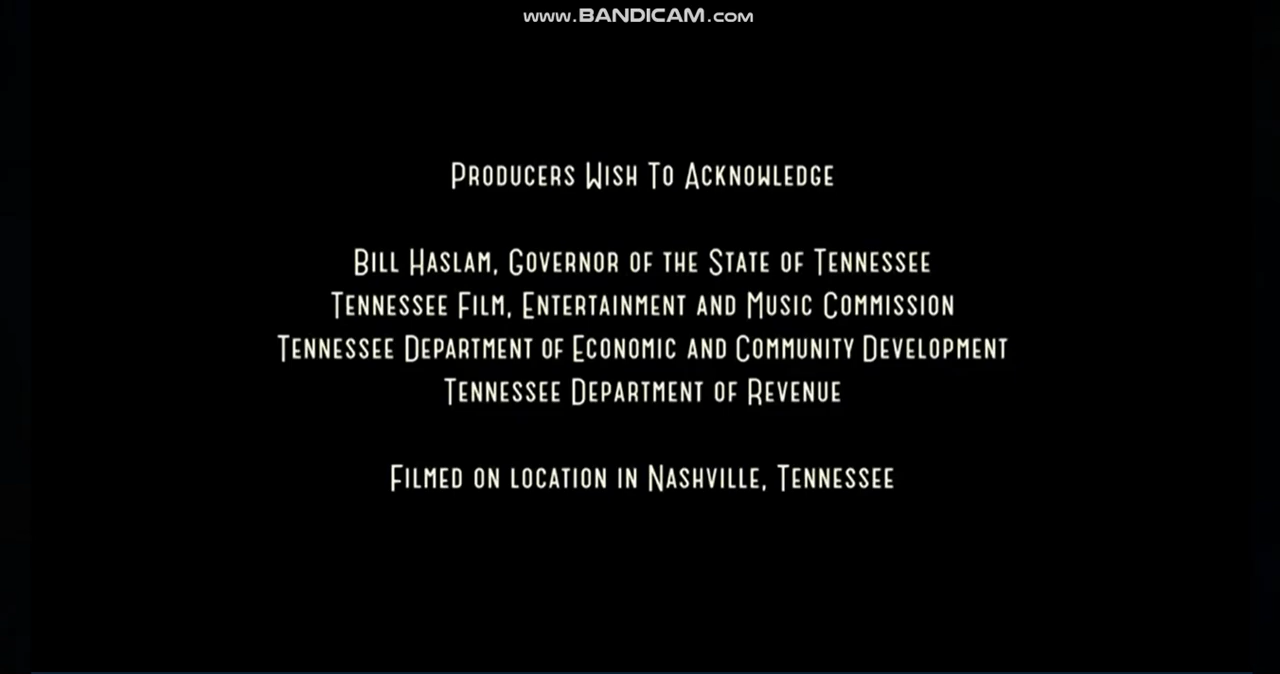 www.BANDICAM.com
Producers Wish To Acknowledge
Bill Haslam, Governor of the State of Tennessee
Tennessee Film, Entertainment and Music Commission
Tennessee Department of Economic and Community Development
Tennessee Department of Revenue
Filmed on location in Nashville, Tennessee